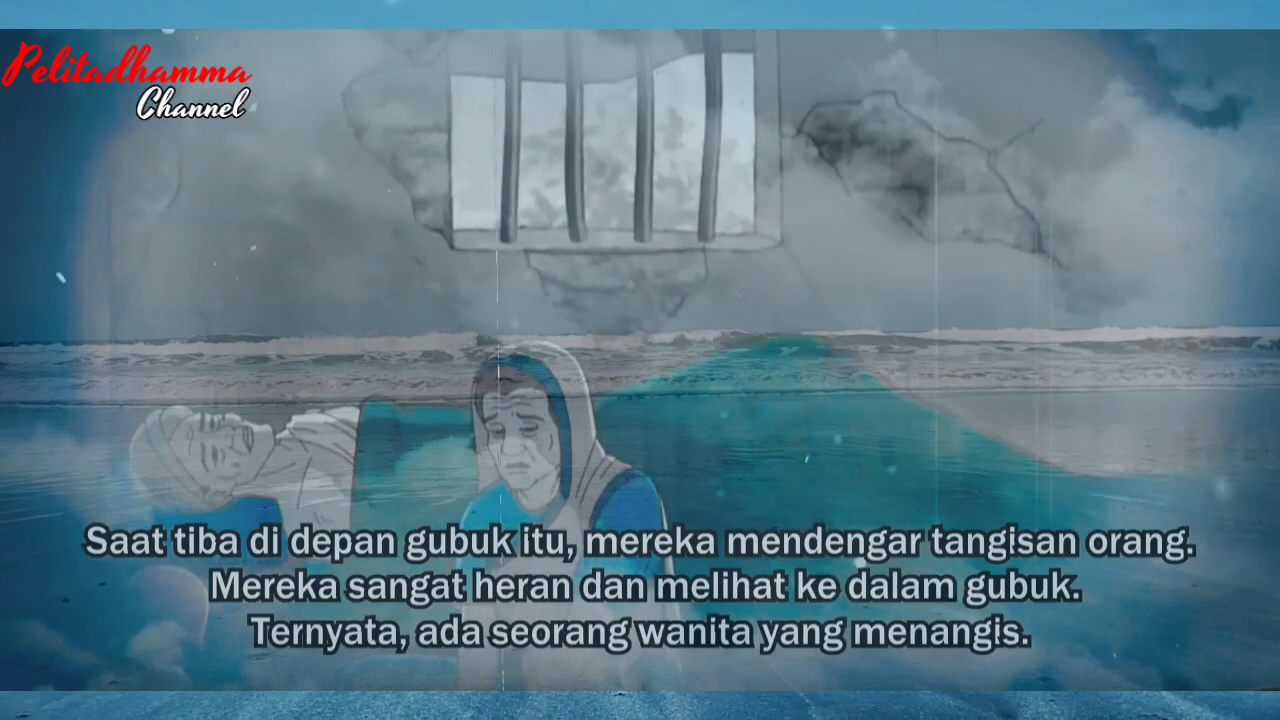 Pelitadhamma
Channel
Saat tiba di depan gubuk itu, mereka mendengar tangisan orang.
Mereka sangat heran dan melihat ke dalam gubuk.
Ternyata, ada seorang wanita yang menangis.